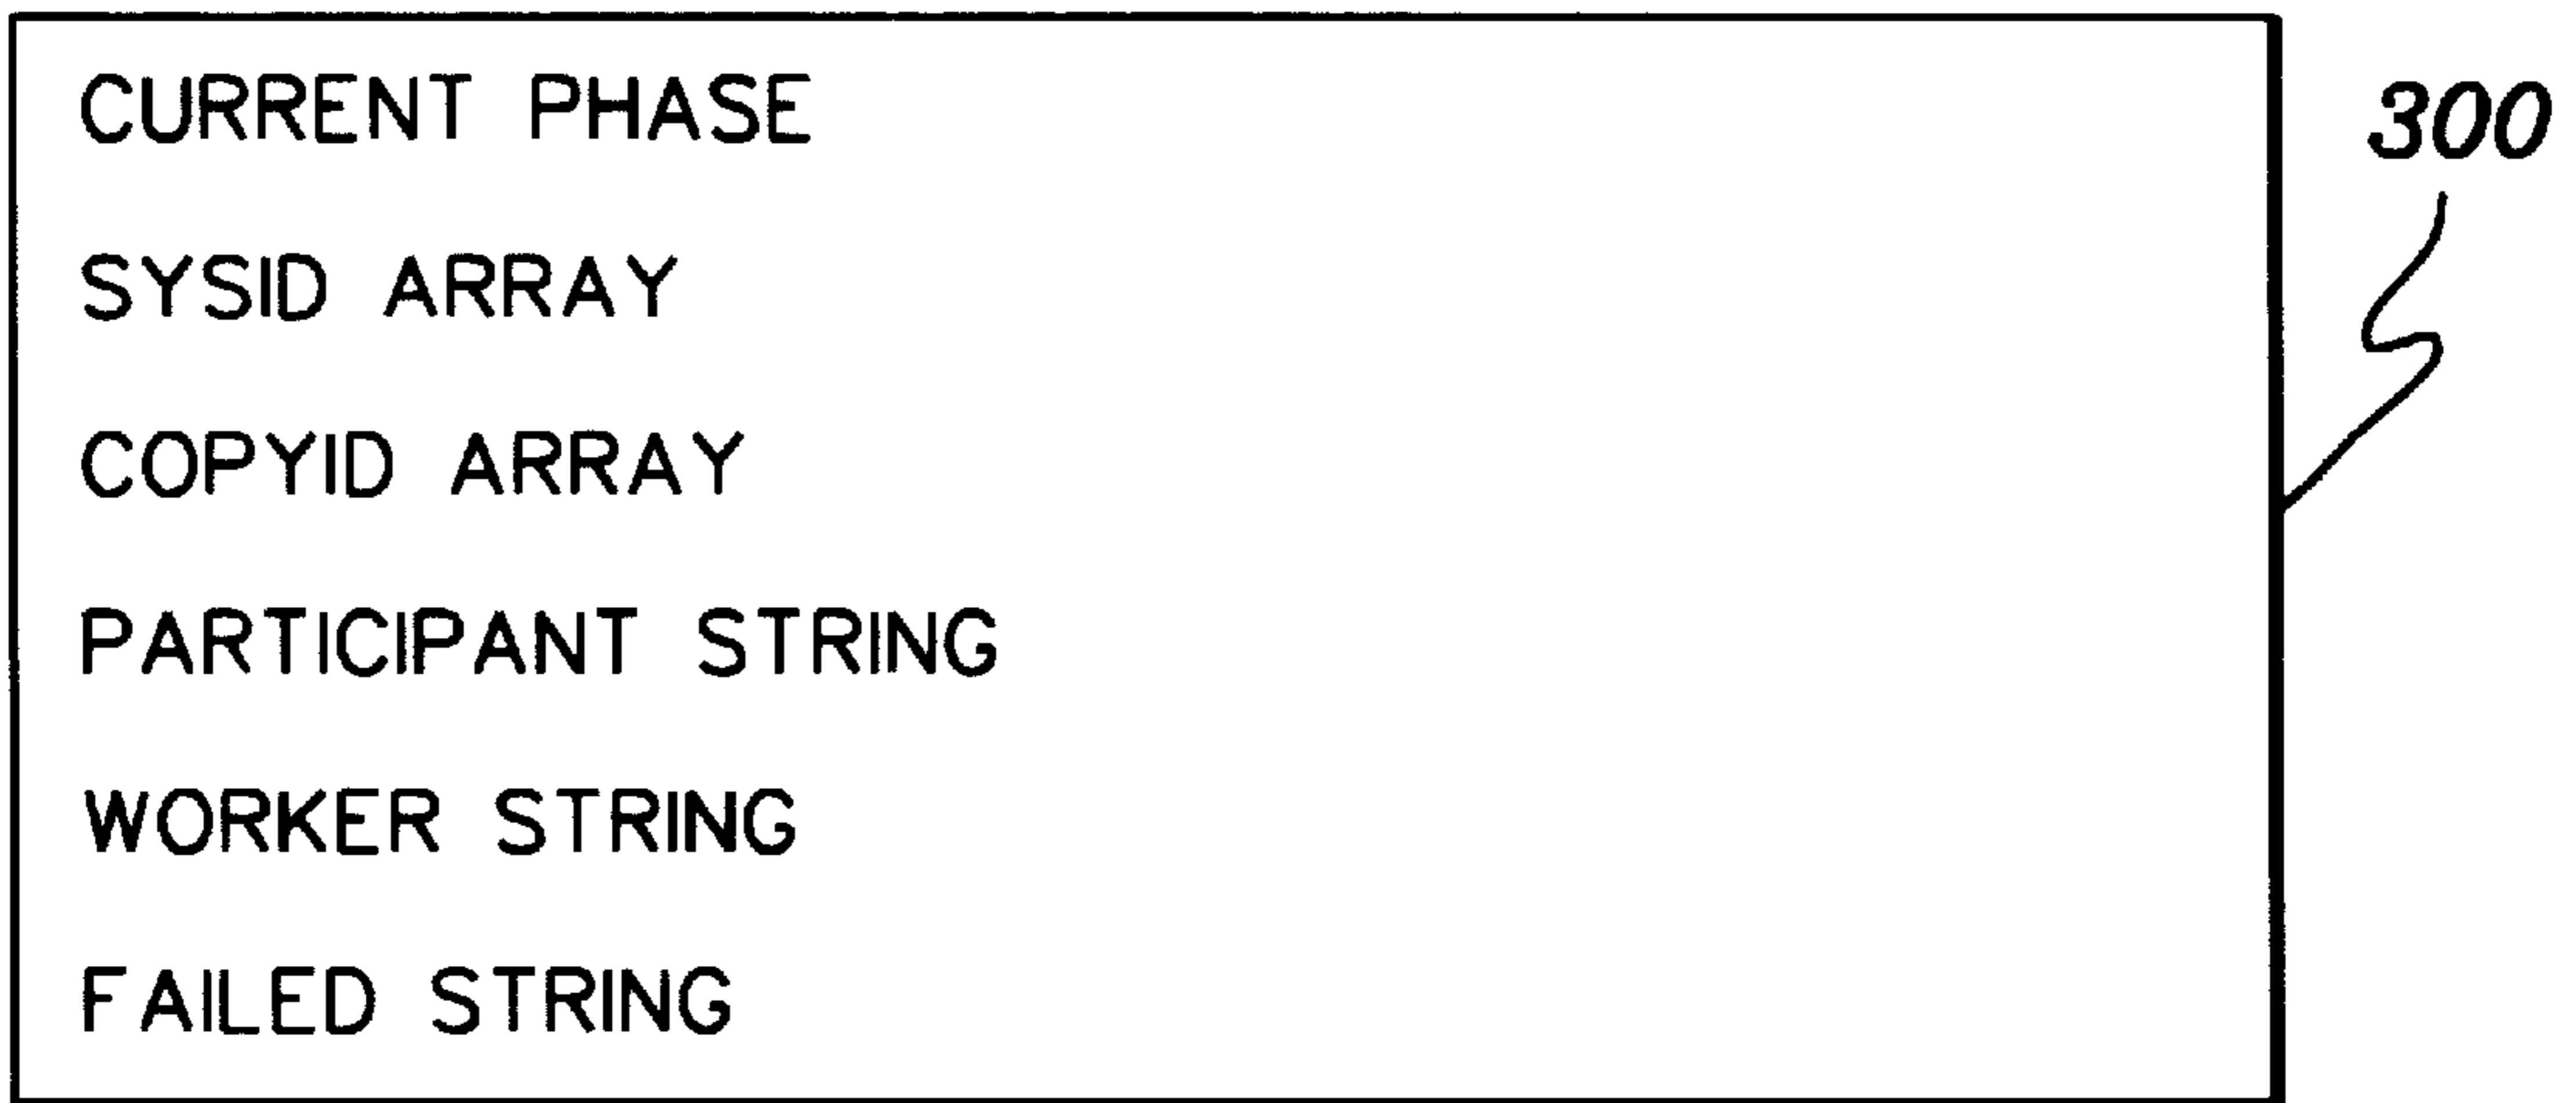 CURRENT PHASE
300
SYSID ARRAY
COPYID ARRAY
PARTICIPANT STRING
WORKER STRING
FAILED STRING